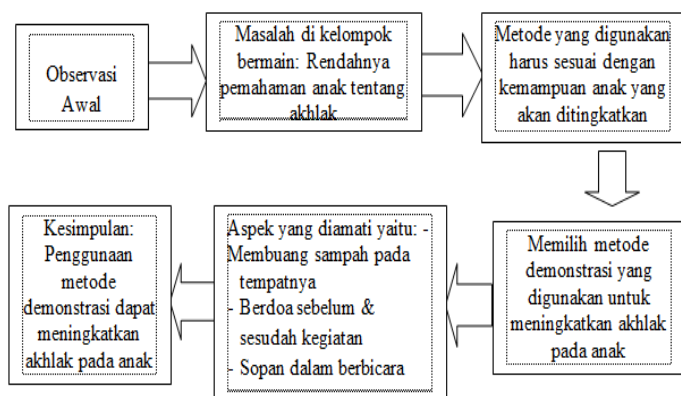 Observasi
Awal
Masalah di kelompok
bermain: Rendahnya
pemahaman anak tentang
akhlak
Metode yang digunakan
harus sesuai dengan
kemampuan anak yang
akan ditingkatkan
Memilih metode
demonstrasi yang
digunakan untuk
meningkatkan akhlak
pada anak
Aspek yang diamati yaitu: -
Membuang sampah pada
tempatnya
- Berdoa sebelum &
sesudah kegiatan
- Sopan dalam berbicara
Kesimpulan:
Penggunaan
metode
demonstrasi dapat
meningkatkan
akhlak pada anak